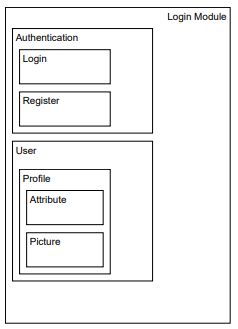 Login Module
Authentication
Login
Register
User
Profile
Attribute
Picture